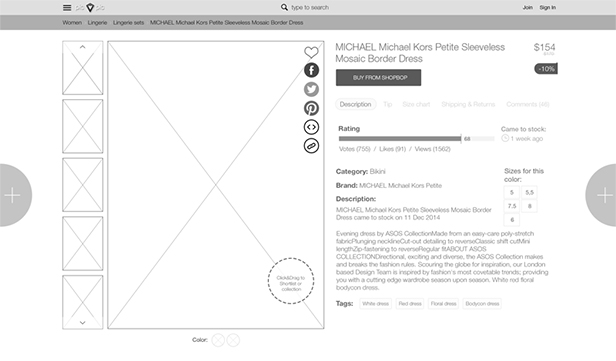 type to search
Join
Sign In
Women
Lingerie
Lingerie sets
MICHAEL Michael Kors Petite Sleeveless Mosaic Border Dress
MICHAEL Michael Kors Petite Sleeveless
Mosaic Border Dress
$154
-10%
BUY FROM SHOPBOP
Description
Tip
Size chart
Shipping & Returns
Comments (48)
Rating
68
Came to stock:
1 week ago
Votes (755) / Likes (91) / Views (1562)
Category: Bikini
Brand: MICHAEL Michael Kors Petite
Description:
MICHAEL Michael Kors Petite Sleeveless Mosaic Border
Dress came to stock on 11 Dec 2014
Sizes for this
color:
5
5,5
7.5
8
6
Evening dress by ASOS CollectionMade from an easy-care poly-stretch
fabricPlunging necklineCut-out detailing to reverseClassic shift cutMini
lengthZip-fastening to reverseRegular fitABOUT ASOS
COLLECTIONDirectional, exciting and diverse, the ASOS Collection makes
and breaks the fashion rules. Scouring the globe for inspiration, our London
based Design Team is inspired by fashion's most covetable trends; providing
you with a cutting edge wardrobe season upon season. White red floral
bodycon dress.
Tags:
White dress
Red dress
Floral dress
Bodycon dress
Click&Drag to
Shortlist or
collection
Color: